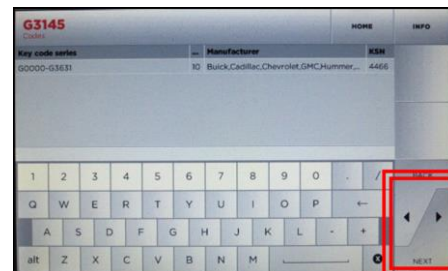 G3145
Codes
HOME
INFO
Key code series ... Manufacturer KSN
G0000-G3631 10 Buick,Cadillac,Chevrolet,GMC,Hummer,... 4466
1 2 3 4 5 6 7 8 9 0 . / BACK
Q W E R T Y U I O P ←
A S D F G H J K L - +
alt Z X C V B N M NEXT